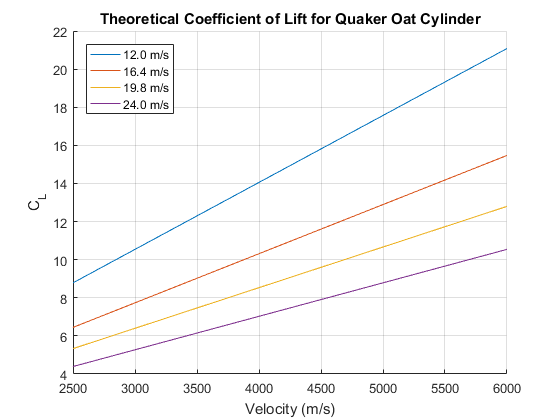 Theoretical Coefficient of Lift for Quaker Oat Cylinder
22
20
18
16
14
12
10
8
6
4
C_L
12.0 m/s
16.4 m/s
19.8 m/s
24.0 m/s
2500 3000 3500 4000 4500 5000 5500 6000
Velocity (m/s)